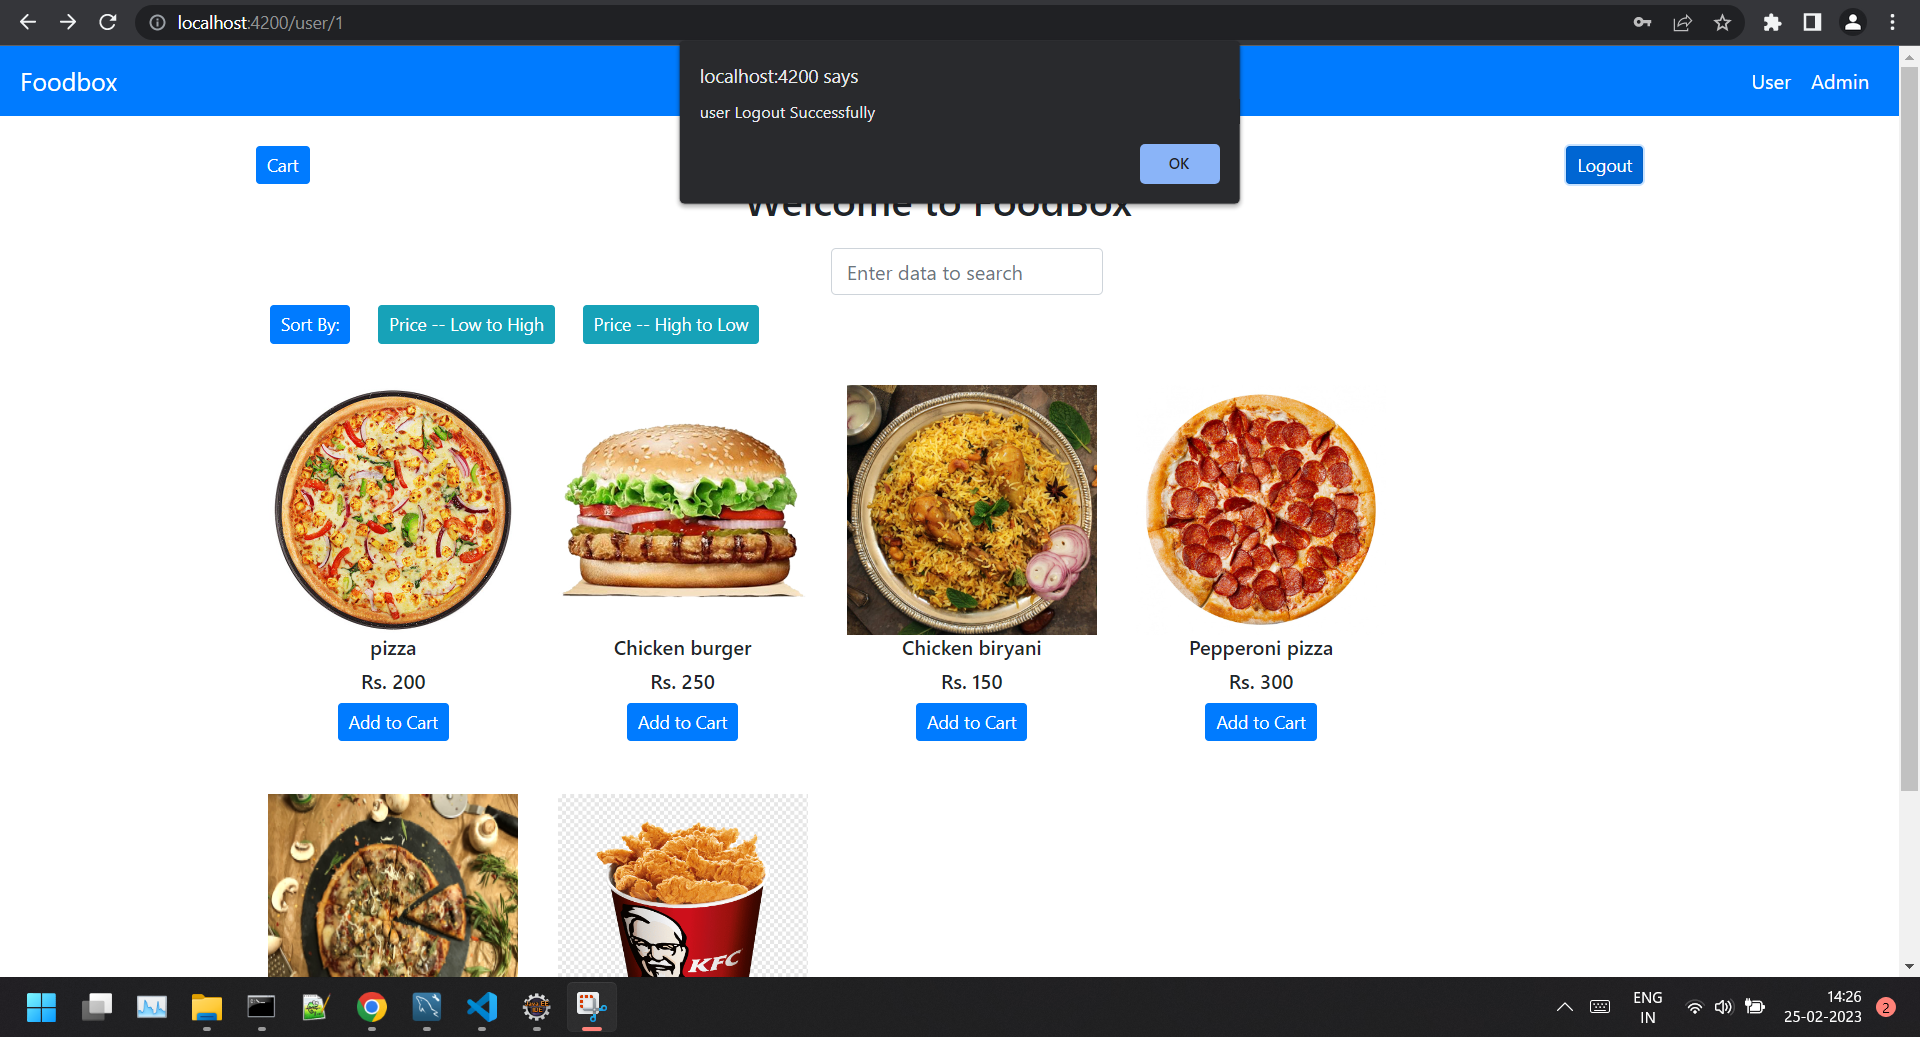 localhost:4200/user/1
localhost:4200 says
user Logout Successfully
OK
Foodbox
User
Admin
Cart
Logout
Welcome to FoodBox
Enter data to search
Sort By:
Price -- Low to High
Price -- High to Low
pizza
Chicken burger
Chicken biryani
Pepperoni pizza
Rs. 200
Rs. 250
Rs. 150
Rs. 300
Add to Cart
Add to Cart
Add to Cart
Add to Cart
KFC
ENG
IN
14:26
25-02-2023
2